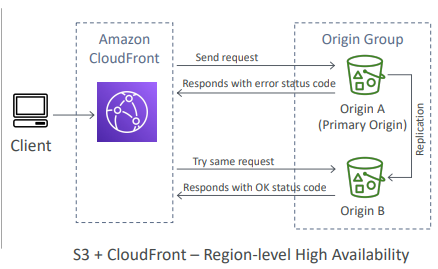 Amazon
CloudFront
Origin Group
Send request
Responds with error status code
Origin A
(Primary Origin)
Client
Replication
Try same request
Responds with OK status code
Origin B
S3 + CloudFront – Region-level High Availability